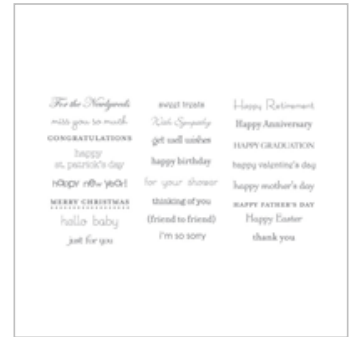 For the Newlyweds
miss you so much
CONGRATULATIONS
happy
st. patrick's day
happy new year!
MERRY CHRISTMAS
hallo baby
just for you
sweet treats
With Sympathy
get well wishes
happy birthday
for your shower
thinking of you
(friend to friend)
I'm so sorry
Happy Retirement
Happy Anniversary
HAPPY GRADUATION
happy valentine's day
happy mother's day
HAPPY FATHER'S DAY
Happy Easter
thank you